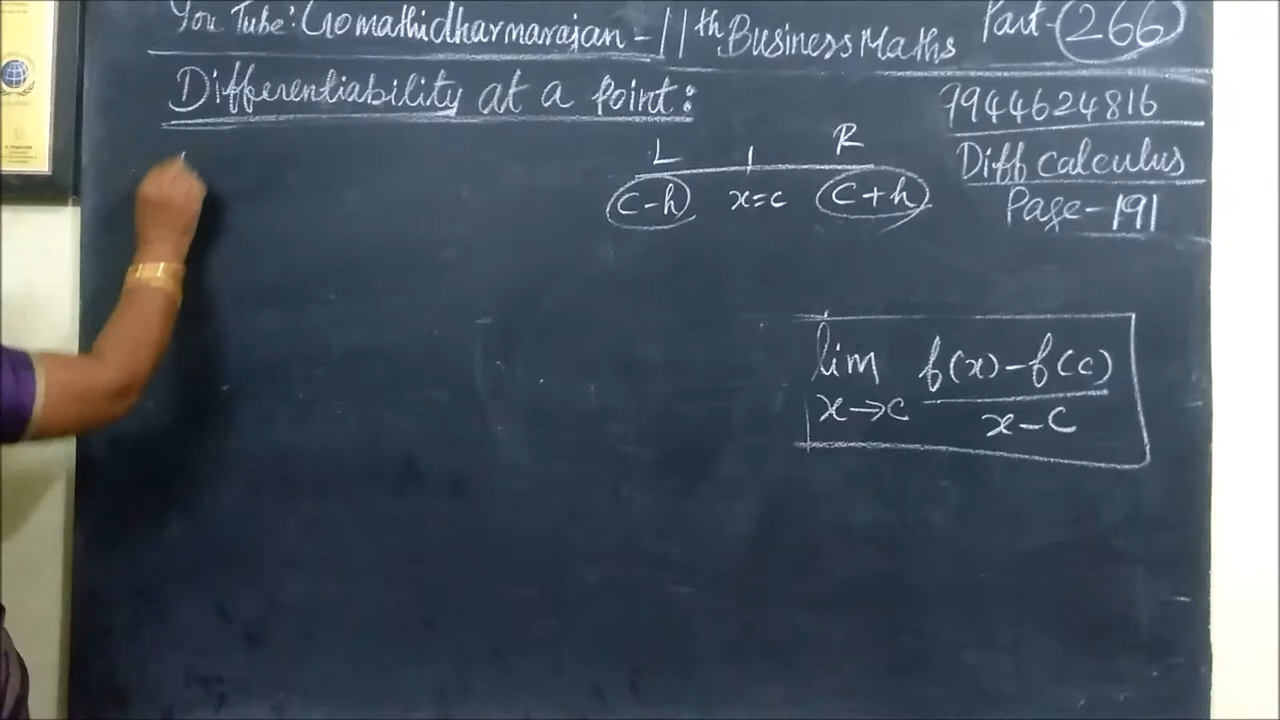 You Tube: Gomathidharmarajan - 11th Business Maths Part - 266
Differentiability at a point:
9944624816
Diff calculus
Page - 191
L R
c-h x=c c+h
lim f(x)-f(c)
x→c x-c